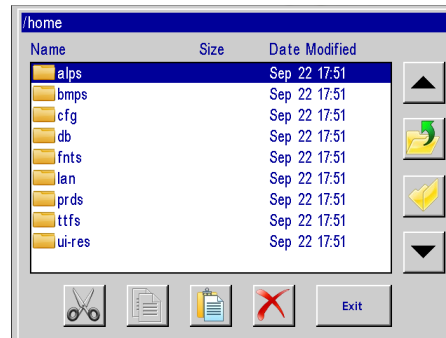 /home
Name Size Date Modified
alps Sep 22 17:51
bmps Sep 22 17:51
cfg Sep 22 17:51
db Sep 22 17:51
fnts Sep 22 17:51
lan Sep 22 17:51
prds Sep 22 17:51
ttfs Sep 22 17:51
ui-res Sep 22 17:51
Exit